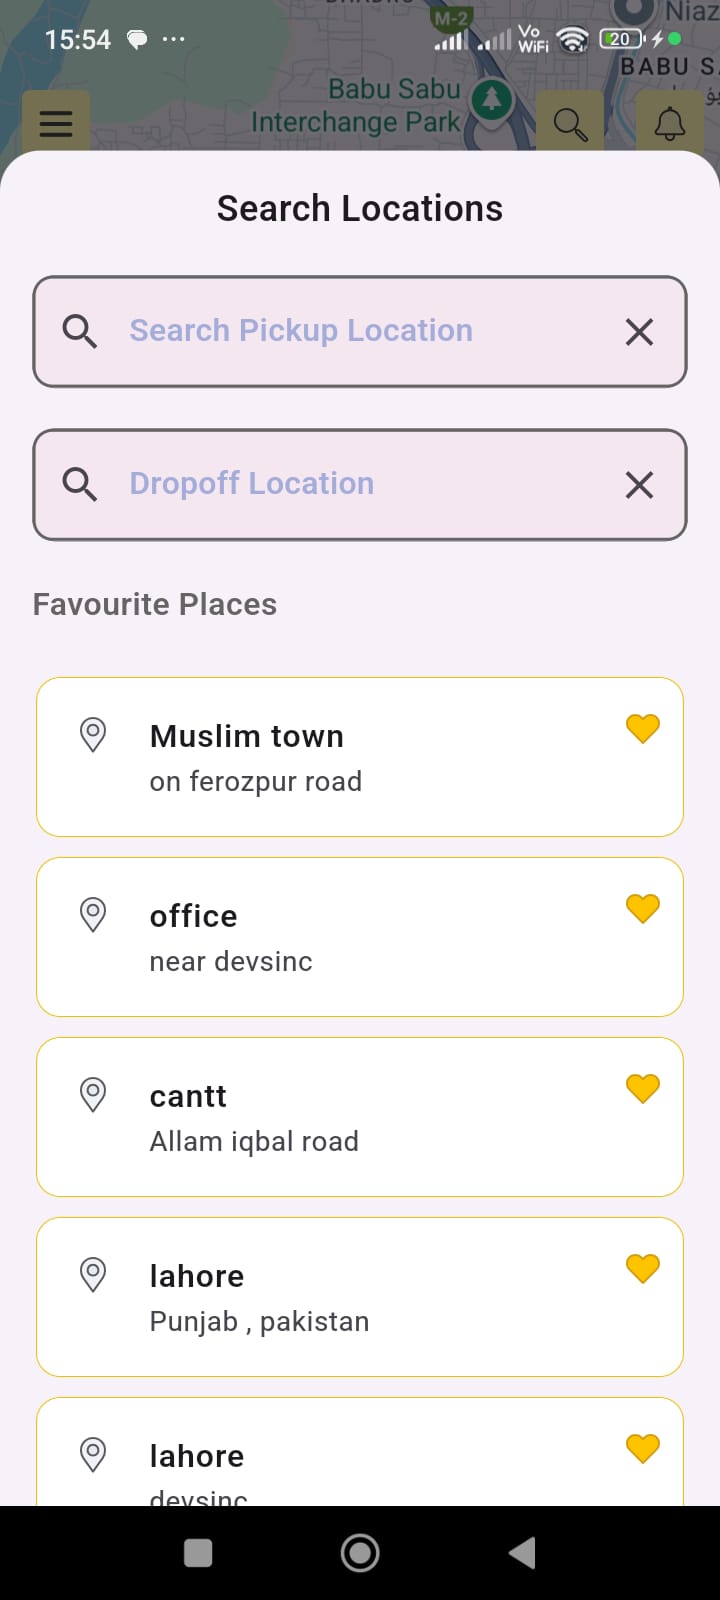 15:54
Vo
WiFi
20
M-2
Niaz
BABU S
Babu Sabu
Interchange Park
Search Locations
Search Pickup Location
Dropoff Location
Favourite Places
Muslim town
on ferozpur road
office
near devsinc
cantt
Allam iqbal road
lahore
Punjab , pakistan
lahore
devsinc